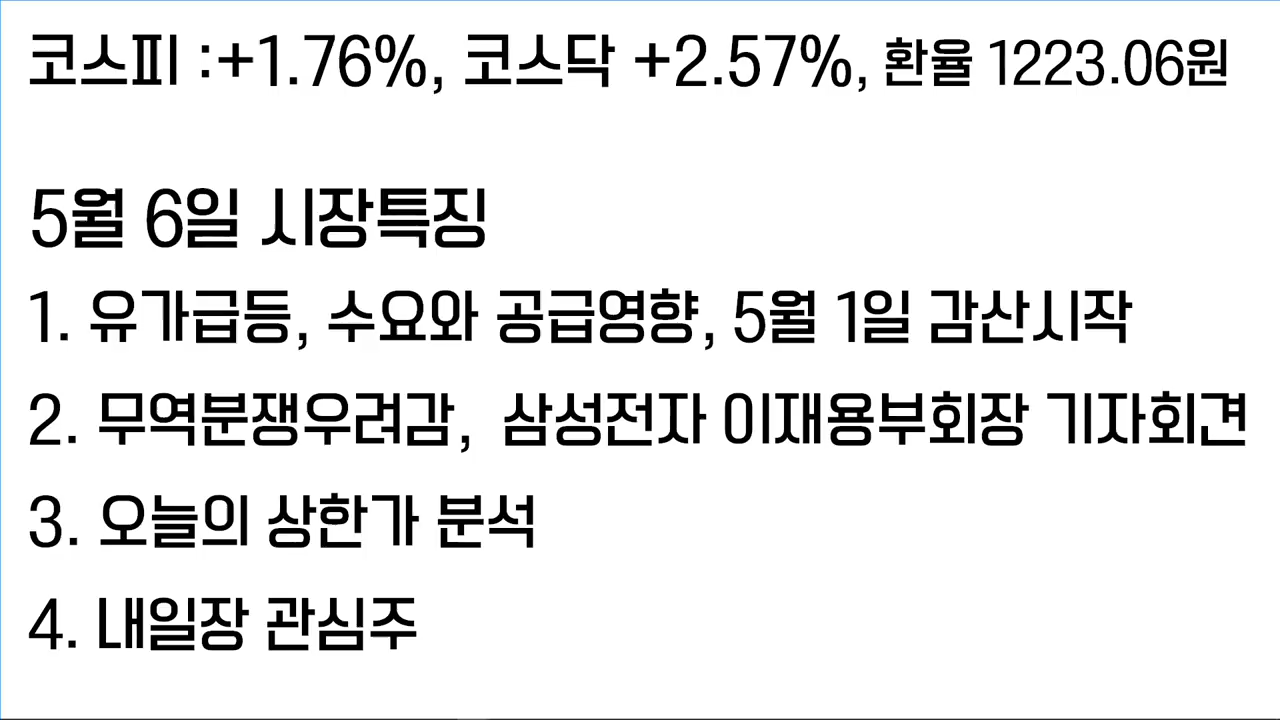 코스피 :+1.76%, 코스닥 +2.57%, 환율 1223.06원
5월 6일 시장특징
1. 유가급등, 수요와 공급영향, 5월 1일 감산시작
2. 무역분쟁우려감, 삼성전자 이재용부회장 기자회견
3. 오늘의 상한가 분석
4. 내일장 관심주